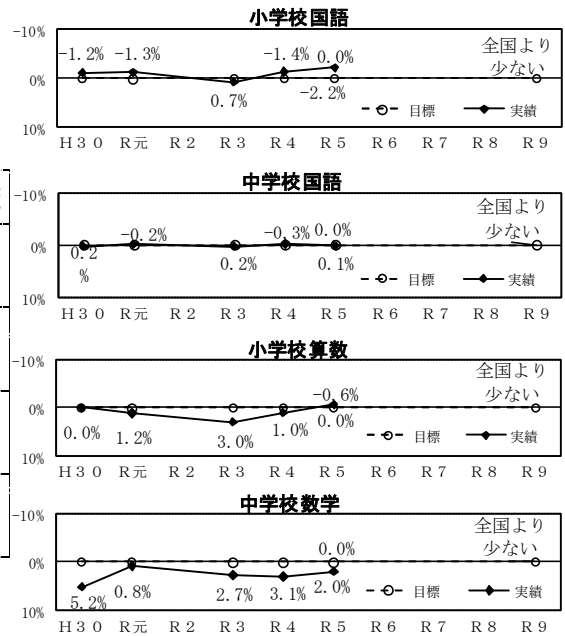 小学校国語
-10%
0%
10%
-1.2%
-1.3%
0.7%
-1.4%
0.0%
-2.2%
全国より
少ない
目標
実績
H30 R元 R2 R3 R4 R5 R6 R7 R8 R9
中学校国語
-10%
0%
10%
0.2
%
-0.2%
0.2%
-0.3%
0.0%
0.1%
全国より
少ない
目標
実績
H30 R元 R2 R3 R4 R5 R6 R7 R8 R9
小学校算数
-10%
0%
10%
0.0%
1.2%
3.0%
1.0%
-0.6%
0.0%
全国より
少ない
目標
実績
H30 R元 R2 R3 R4 R5 R6 R7 R8 R9
中学校数学
-10%
0%
10%
5.2%
0.8%
2.7%
3.1%
0.0%
2.0%
全国より
少ない
目標
実績
H30 R元 R2 R3 R4 R5 R6 R7 R8 R9